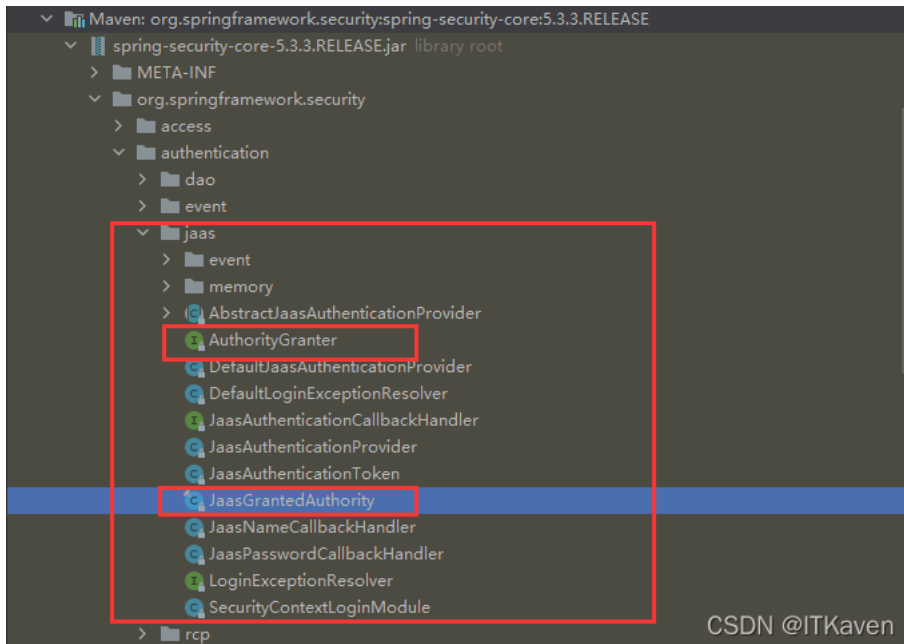 Maven: org.springframework.security:spring-security-core:5.3.3.RELEASE
spring-security-core-5.3.3.RELEASE.jar library root
META-INF
org.springframework.security
access
authentication
dao
event
jaas
event
memory
AbstractJaasAuthenticationProvider
AuthorityGranter
DefaultJaasAuthenticationProvider
DefaultLoginExceptionResolver
JaasAuthenticationCallbackHandler
JaasAuthenticationProvider
JaasAuthenticationToken
JaasGrantedAuthority
JaasNameCallbackHandler
JaasPasswordCallbackHandler
LoginExceptionResolver
SecurityContextLoginModule
rcp
CSDN @ITKaven